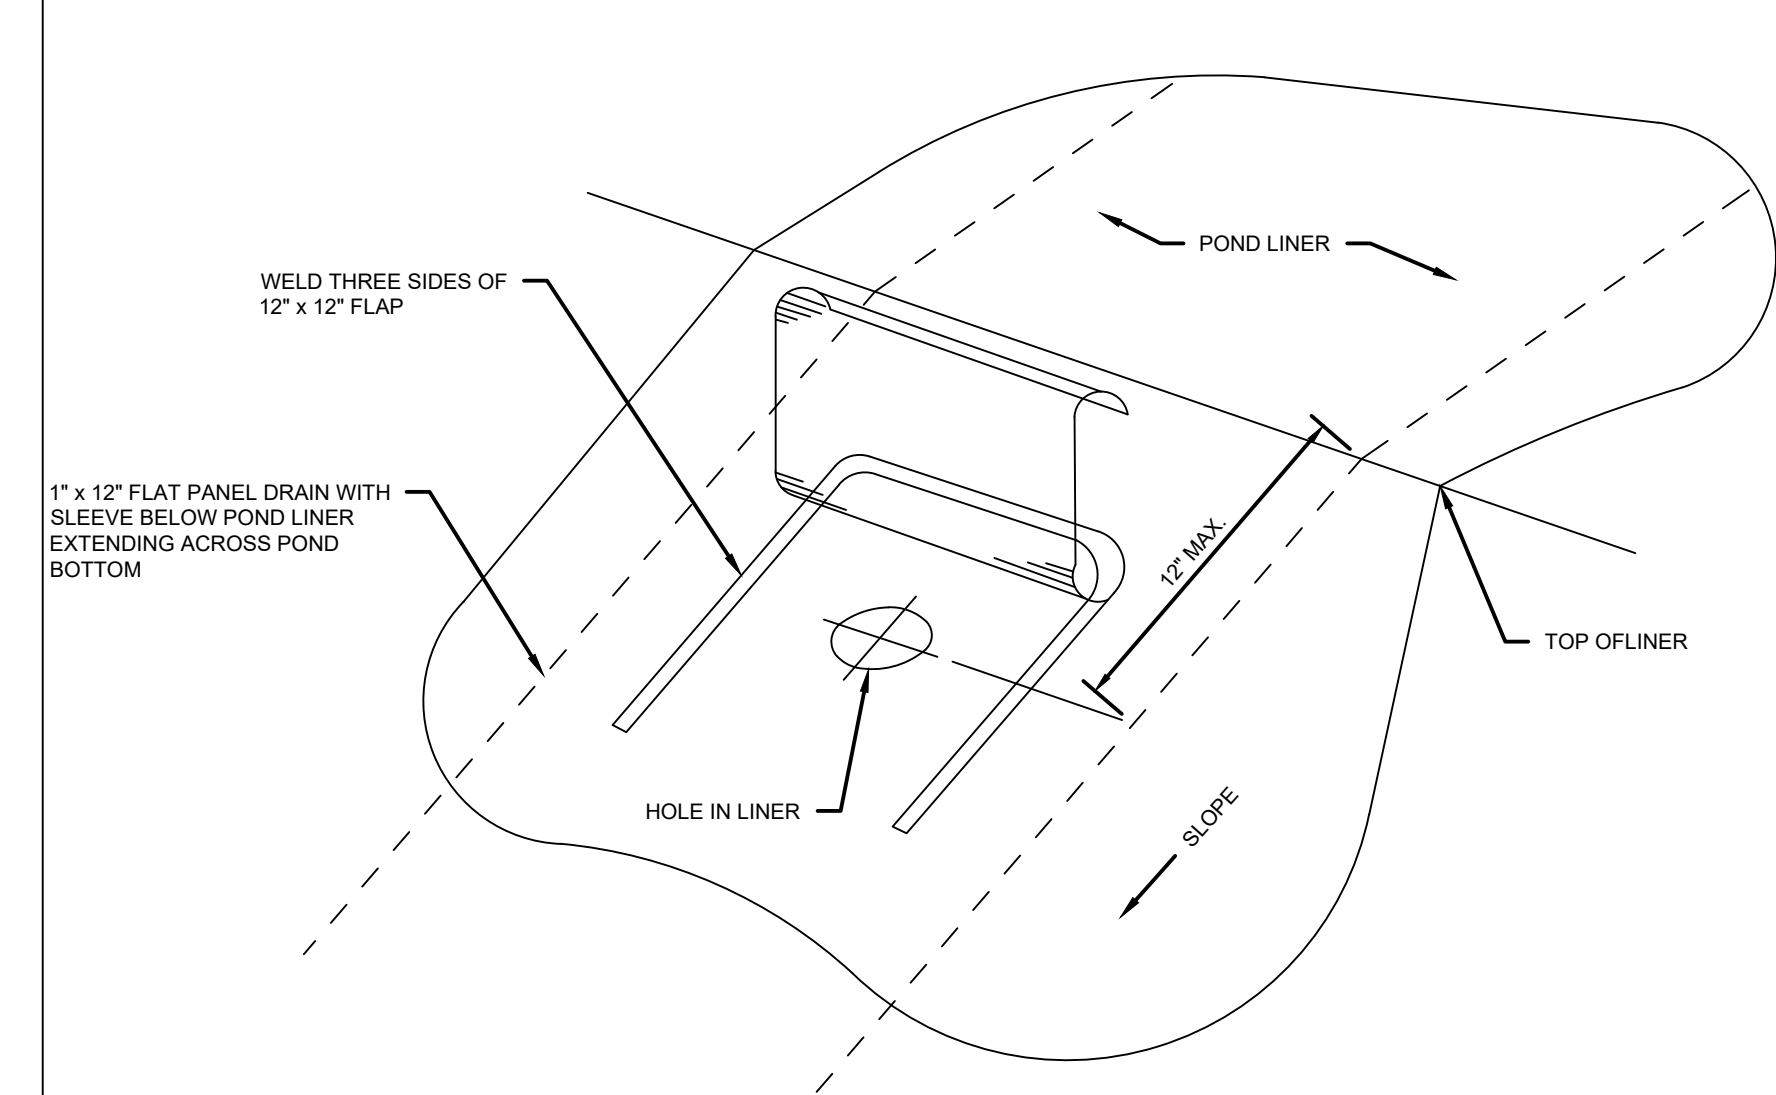 POND LINER
WELD THREE SIDES OF
12" x 12" FLAP
1" x 12" FLAT PANEL DRAIN WITH
SLEEVE BELOW POND LINER
EXTENDING ACROSS POND
BOTTOM
12" MAX.
TOP OFLINER
HOLE IN LINER
SLOPE